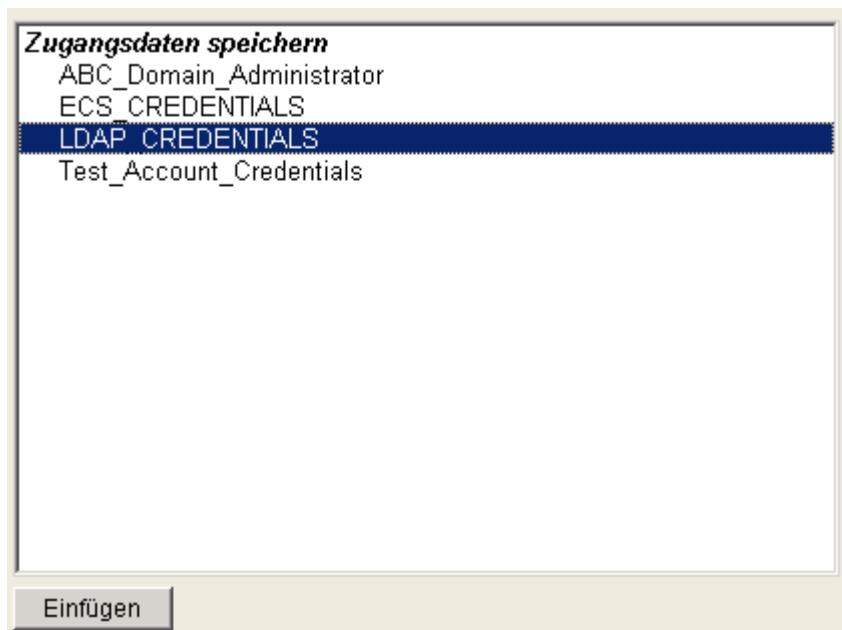 Zugangsdaten speichern
ABC_Domain_Administrator
ECS_CREDENTIALS
LDAP_CREDENTIALS
Test_Account_Credentials
Einfügen